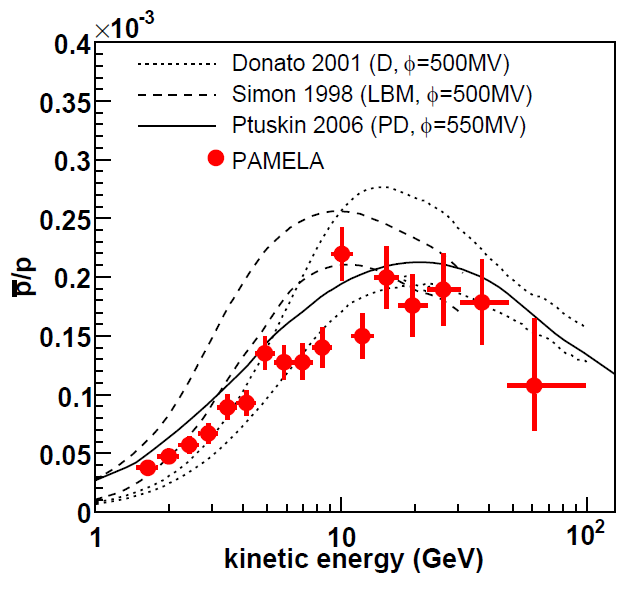 ×10⁻³
0.4
Donato 2001 (D, ϕ=500MV)
0.35
Simon 1998 (LBM, ϕ=500MV)
Ptuskin 2006 (PD, ϕ=550MV)
0.3
PAMELA
0.25
p̅/p
0.2
0.15
0.1
0.05
0
1
10
10²
kinetic energy (GeV)